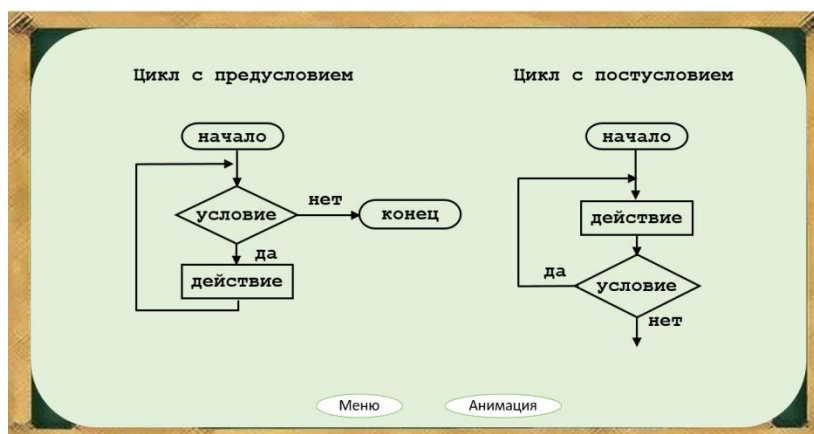 Цикл с предусловием
начало
условие
нет
конец
да
действие
Цикл с постусловием
начало
действие
да
условие
нет
Меню
Анимация